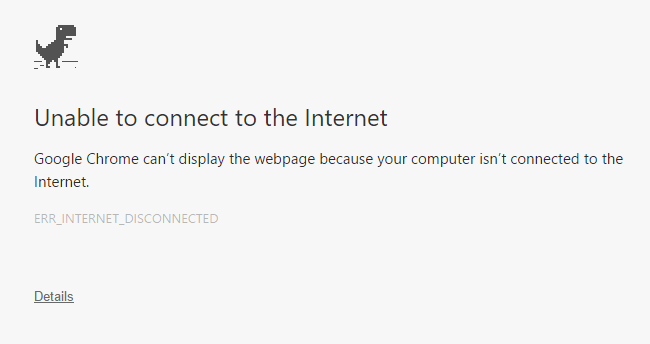 Unable to connect to the Internet
Google Chrome can’t display the webpage because your computer isn’t connected to the
Internet.
ERR_INTERNET_DISCONNECTED
Details